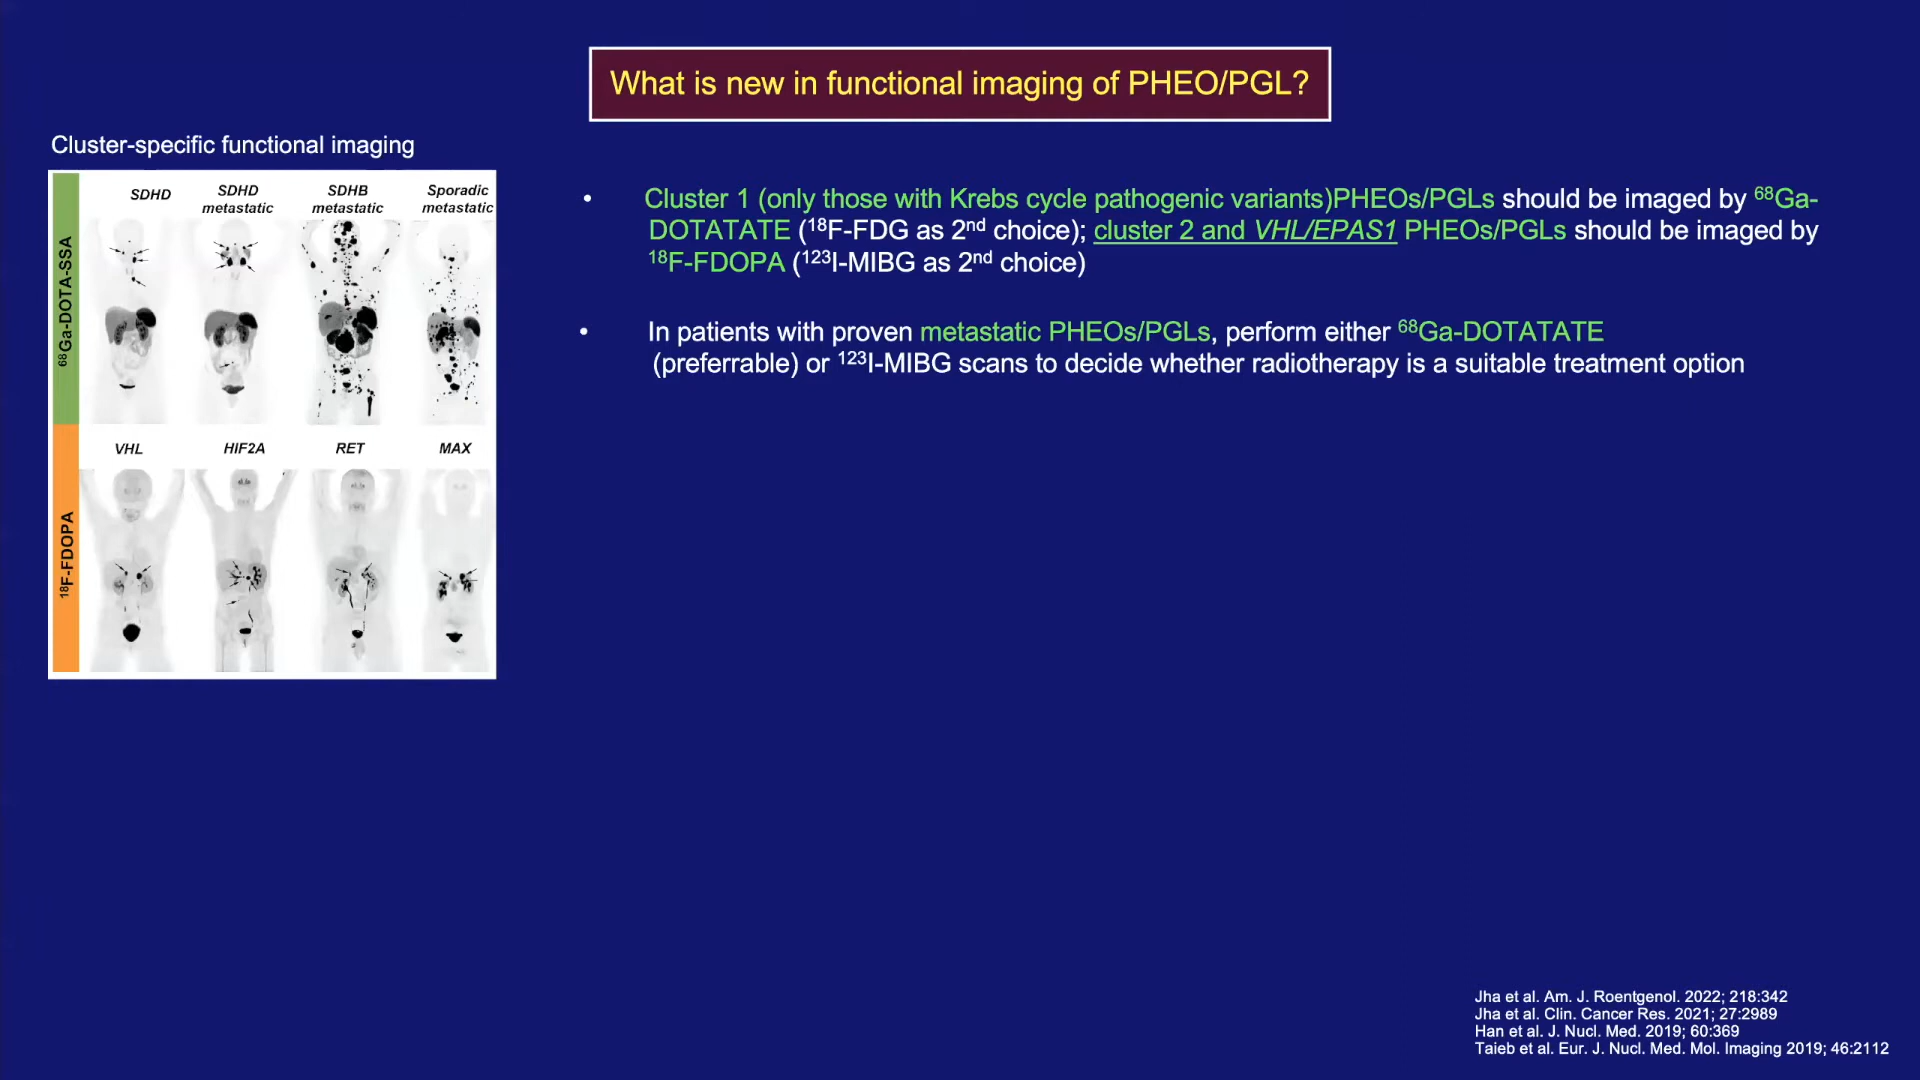 What is new in functional imaging of PHEO/PGL?
Cluster-specific functional imaging
SDHD
SDHD metastatic
SDHB metastatic
Sporadic metastatic
⁶⁸Ga-DOTA-SSA
VHL
HIF2A
RET
MAX
¹⁸F-FDOPA
• Cluster 1 (only those with Krebs cycle pathogenic variants)PHEOs/PGLs should be imaged by ⁶⁸Ga-
DOTATATE (¹⁸F-FDG as 2ⁿᵈ choice); cluster 2 and VHL/EPAS1 PHEOs/PGLs should be imaged by
¹⁸F-FDOPA (¹²³I-MIBG as 2ⁿᵈ choice)
• In patients with proven metastatic PHEOs/PGLs, perform either ⁶⁸Ga-DOTATATE
(preferrable) or ¹²³I-MIBG scans to decide whether radiotherapy is a suitable treatment option
Jha et al. Am. J. Roentgenol. 2022; 218:342
Jha et al. Clin. Cancer Res. 2021; 27:2989
Han et al. J. Nucl. Med. 2019; 60:369
Taieb et al. Eur. J. Nucl. Med. Mol. Imaging 2019; 46:2112